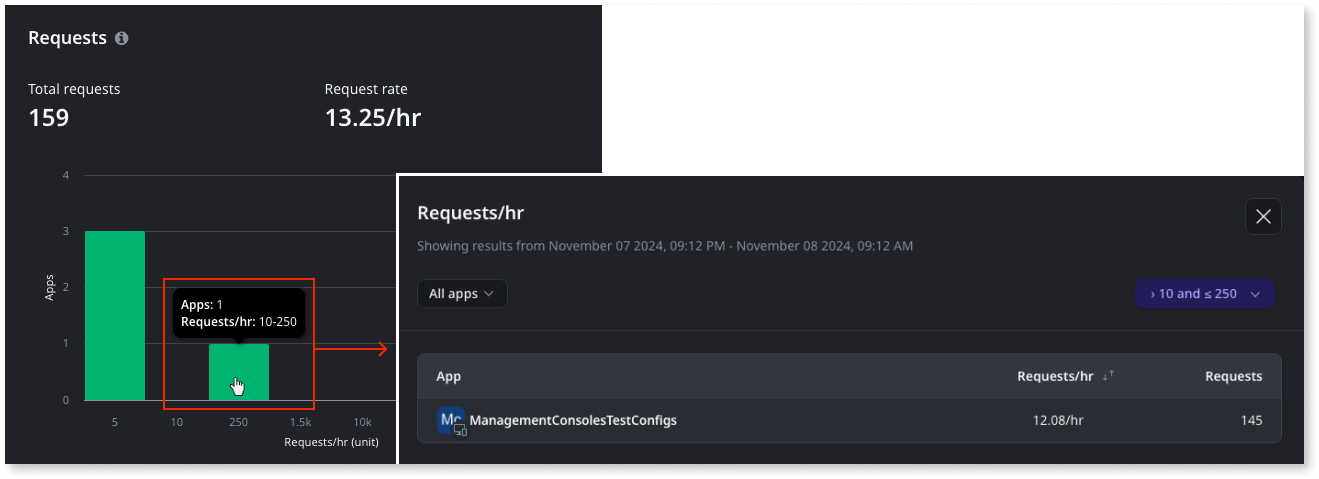 Requests
Total requests
159
Request rate
13.25/hr
4
3
2
1
0
Apps
Apps: 1
Requests/hr: 10-250
5 10 250 1.5k 10k
Requests/hr (unit)
Requests/hr
Showing results from November 07 2024, 09:12 PM - November 08 2024, 09:12 AM
All apps
› 10 and ≤ 250
App Requests/hr Requests
Mc ManagementConsolesTestConfigs 12.08/hr 145